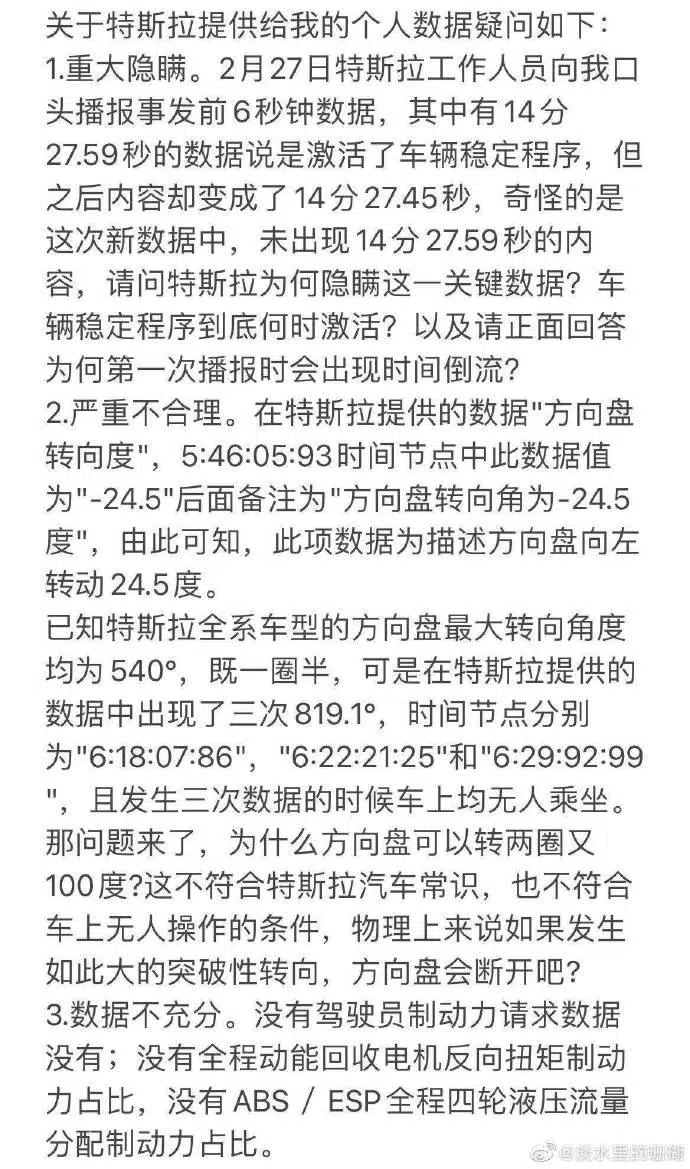 关于特斯拉提供给我的个人数据疑问如下：
1.重大隐瞒。2月27日特斯拉工作人员向我口
头播报事发前6秒钟数据，其中有14分
27.59秒的数据说是激活了车辆稳定程序，但
之后内容却变成了14分27.45秒，奇怪的是
这次新数据中，未出现14分27.59秒的内
容，请问特斯拉为何隐瞒这一关键数据？车
辆稳定程序到底何时激活？以及请正面回答
为何第一次播报时会出现时间倒流？
2.严重不合理。在特斯拉提供的数据"方向盘
转向度"，5:46:05:93时间节点中此数据值
为"-24.5"后面备注为"方向盘转向角为-24.5
度"，由此可知，此项数据为描述方向盘向左
转动24.5度。
已知特斯拉全系车型的方向盘最大转向角度
均为540°，既一圈半，可是在特斯拉提供的
数据中出现了三次819.1°，时间节点分别
为"6:18:07:86"，"6:22:21:25"和"6:29:92:99
"，且发生三次数据的时候车上均无人乘坐。
那问题来了，为什么方向盘可以转两圈又
100度?这不符合特斯拉汽车常识，也不符合
车上无人操作的条件，物理上来说如果发生
如此大的突破性转向，方向盘会断开吧?
3.数据不充分。没有驾驶员制动力请求数据
没有；没有全程动能回收电机反向扭矩制动
力占比，没有ABS / ESP全程四轮液压流量
分配制动力占比。
@淡水里的珊瑚